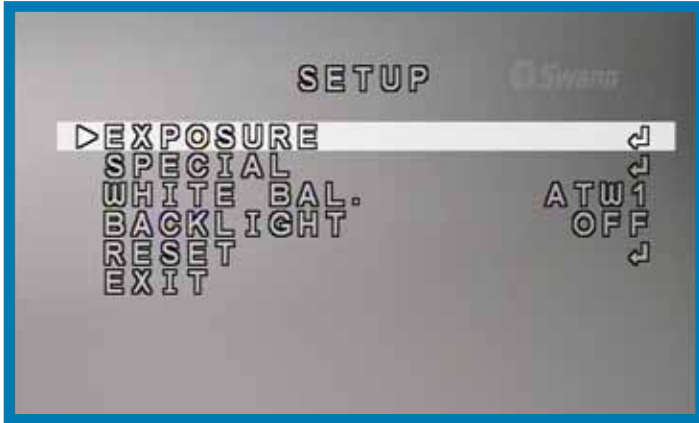 SETUP
Swann
▷EXPOSURE ↲
SPECIAL ↲
WHITE BAL. ATW1
BACKLIGHT OFF
RESET ↲
EXIT